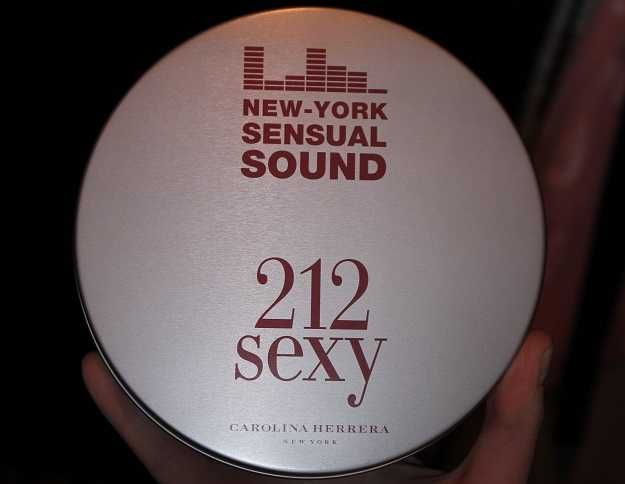 NEW-YORK
SENSUAL
SOUND
212
sexy
CAROLINA HERRERA
NEW YORK